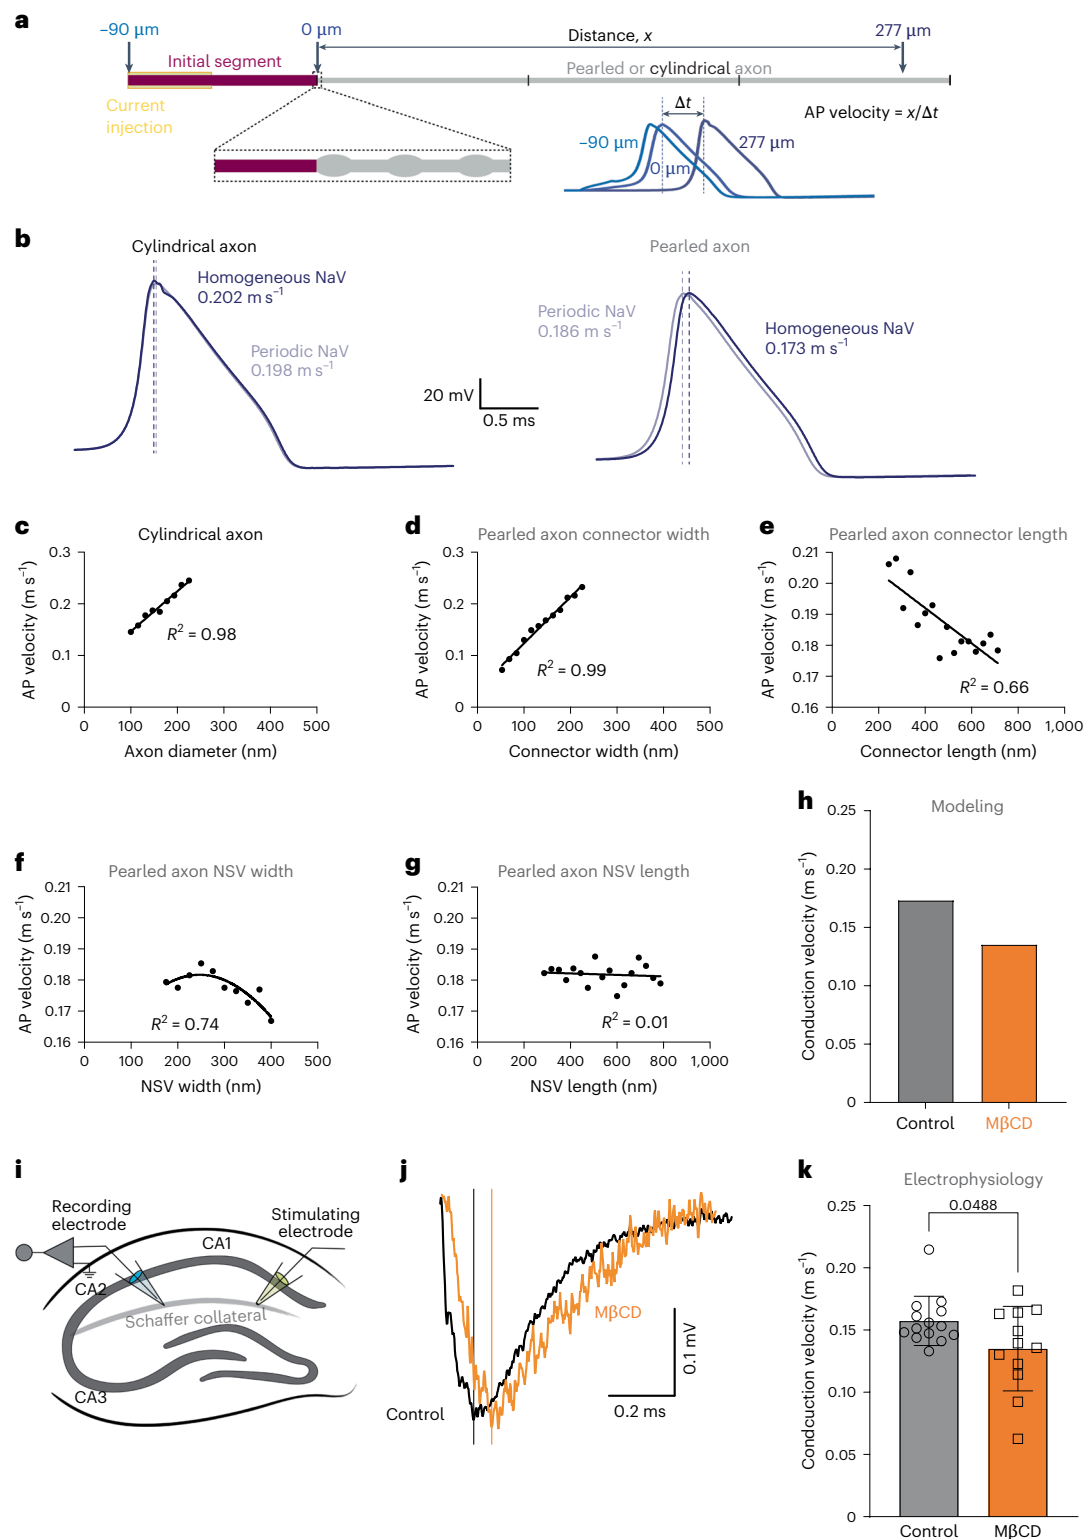 a
–90 µm
0 µm
277 µm
Distance, x
Initial segment
Pearled or cylindrical axon
Current
injection
AP velocity = x/Δt
Δt
–90 µm
277 µm
0 µm
b
Cylindrical axon
Pearled axon
Homogeneous NaV
0.202 m s⁻¹
Periodic NaV
0.198 m s⁻¹
20 mV
0.5 ms
Periodic NaV
0.186 m s⁻¹
Homogeneous NaV
0.173 m s⁻¹
c
Cylindrical axon
AP velocity (m s⁻¹)
0.3
0.2
0.1
0
R² = 0.98
0 100 200 300 400 500
Axon diameter (nm)
d
Pearled axon connector width
AP velocity (m s⁻¹)
0.3
0.2
0.1
0
R² = 0.99
0 100 200 300 400 500
Connector width (nm)
e
Pearled axon connector length
AP velocity (m s⁻¹)
0.21
0.20
0.19
0.18
0.17
0.16
R² = 0.66
0 200 400 600 800 1,000
Connector length (nm)
f
Pearled axon NSV width
AP velocity (m s⁻¹)
0.21
0.20
0.19
0.18
0.17
0.16
R² = 0.74
0 100 200 300 400 500
NSV width (nm)
g
Pearled axon NSV length
AP velocity (m s⁻¹)
0.21
0.20
0.19
0.18
0.17
0.16
R² = 0.01
0 200 400 600 800 1,000
NSV length (nm)
h
Modeling
Conduction velocity (m s⁻¹)
0.25
0.20
0.15
0.10
0.05
0
Control
MβCD
i
Recording
electrode
Stimulating
electrode
CA1
CA2
Schaffer collateral
CA3
j
MβCD
Control
0.1 mV
0.2 ms
k
Electrophysiology
0.0488
Condcuction velocity (m s⁻¹)
0.25
0.20
0.15
0.10
0.05
0
Control
MβCD